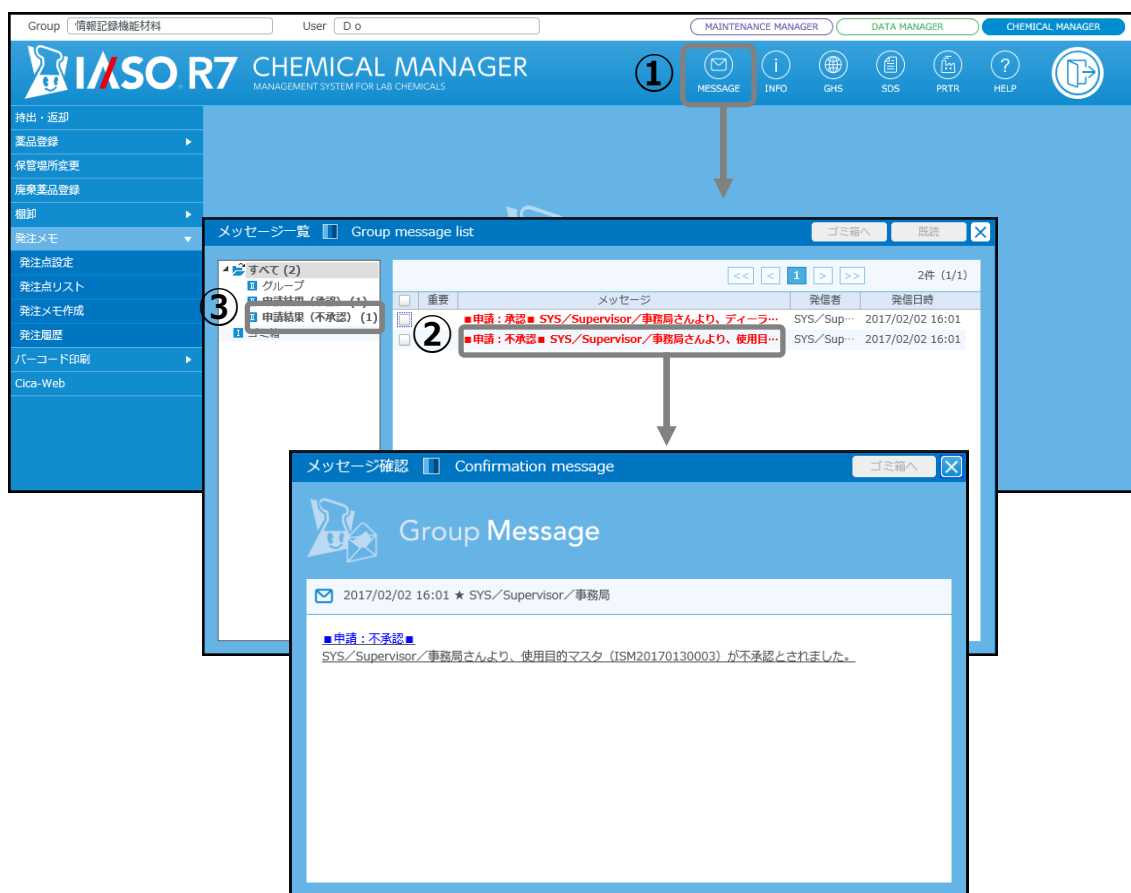 Group 情報記録機能材料 User Do MAINTENANCE MANAGER DATA MANAGER CHEMICAL MANAGER
IASO R7 CHEMICAL MANAGER
MANAGEMENT SYSTEM FOR LAB CHEMICALS
① MESSAGE INFO GHS SDS PRTR HELP
持出・返却
薬品登録
保管場所変更
廃棄薬品登録
棚卸
発注メモ
発注点設定
発注点リスト
発注メモ作成
発注履歴
バーコード印刷
Cica-Web
メッセージ一覧 Group message list ゴミ箱へ 既読
すべて (2)
グループ
申請結果（承認） (1)
③ 申請結果（不承認） (1)
ゴミ箱
<< < 1 > >> 2件 (1/1)
重要 メッセージ 発信者 発信日時
■申請：承認■ SYS／Supervisor／事務局さんより、ディーラ… SYS／Sup… 2017/02/02 16:01
② ■申請：不承認■ SYS／Supervisor／事務局さんより、使用目… SYS／Sup… 2017/02/02 16:01
メッセージ確認 Confirmation message ゴミ箱へ
Group Message
2017/02/02 16:01 ★ SYS／Supervisor／事務局
■申請：不承認■
SYS／Supervisor／事務局さんより、使用目的マスタ（ISM20170130003）が不承認とされました。